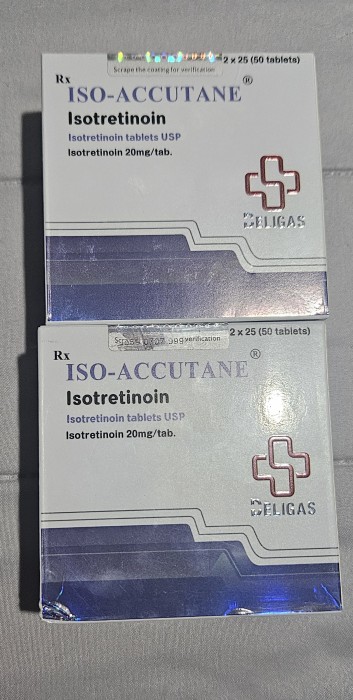 2 x 25 (50 tablets)
Scrape the coating for verification
Rx
ISO-ACCUTANE®
Isotretinoin
Isotretinoin tablets USP
Isotretinoin 20mg/tab.
BELIGAS
2 x 25 (50 tablets)
verification
Rx
ISO-ACCUTANE®
Isotretinoin
Isotretinoin tablets USP
Isotretinoin 20mg/tab.
BELIGAS